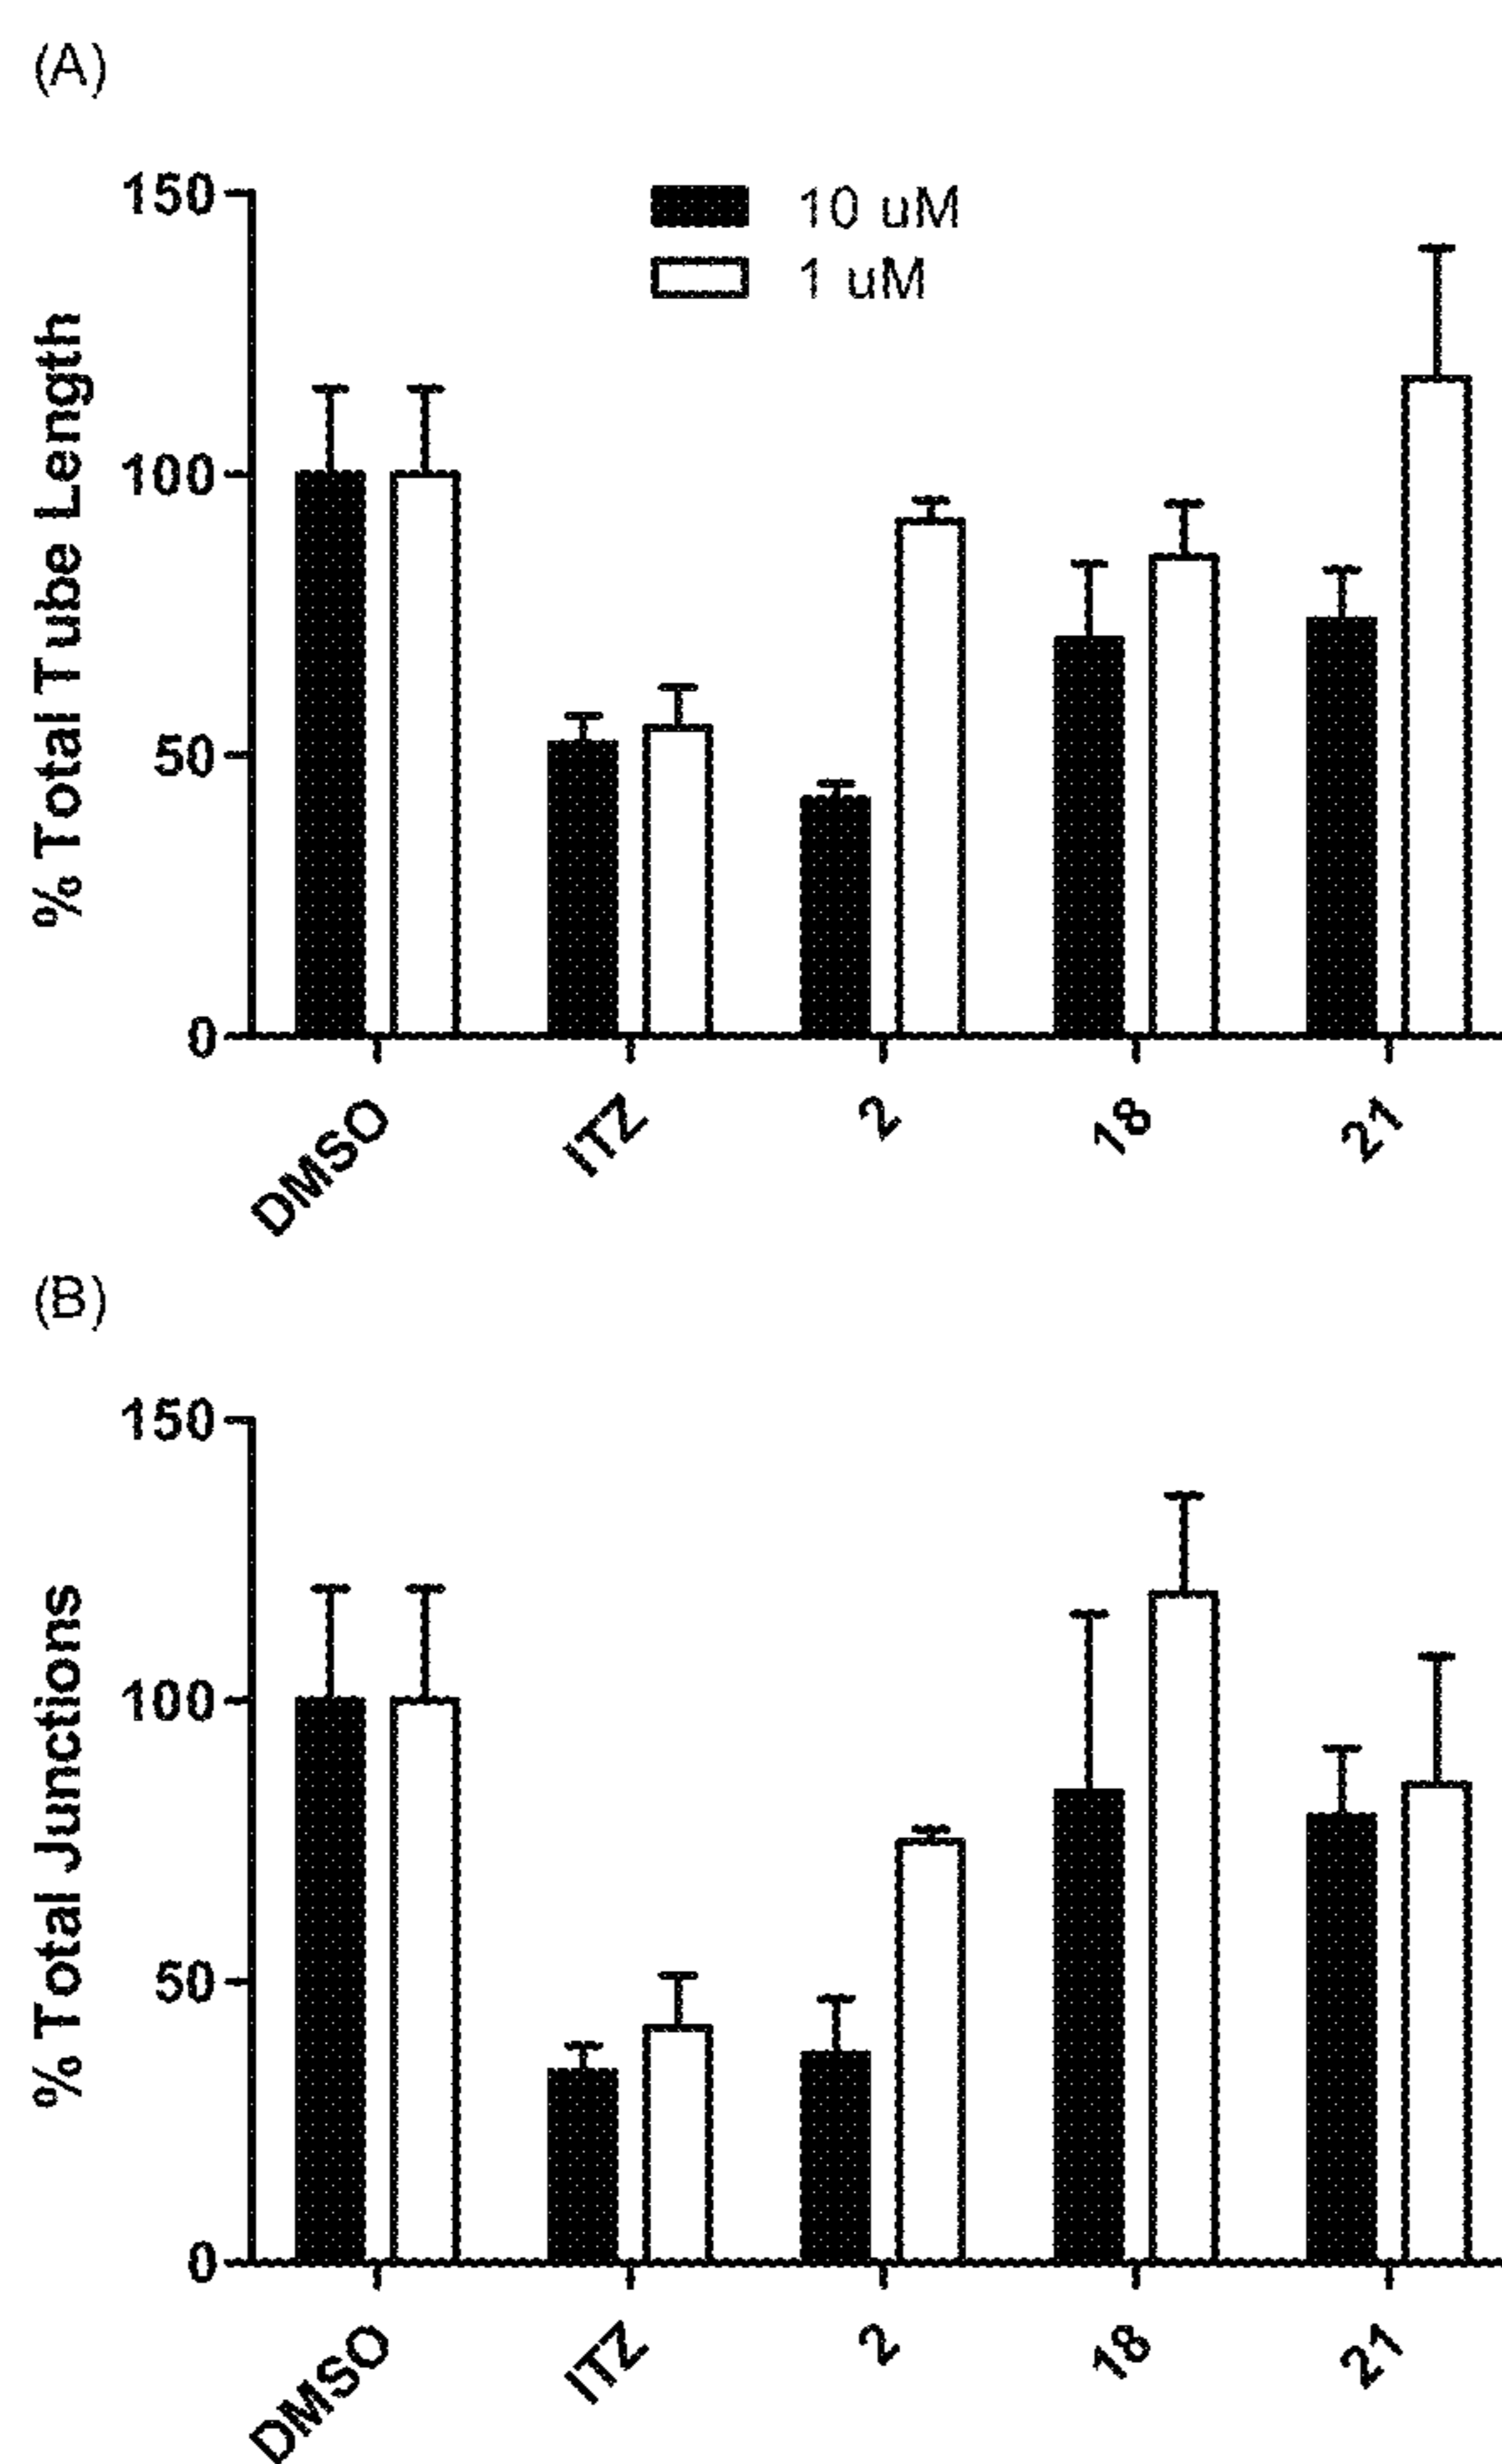 (A)
% Total Tube Length
150
100
50
0
10 uM
1 uM
DMSO
ITZ
2
18
21
(B)
% Total Junctions
150
100
50
0
DMSO
ITZ
2
18
21